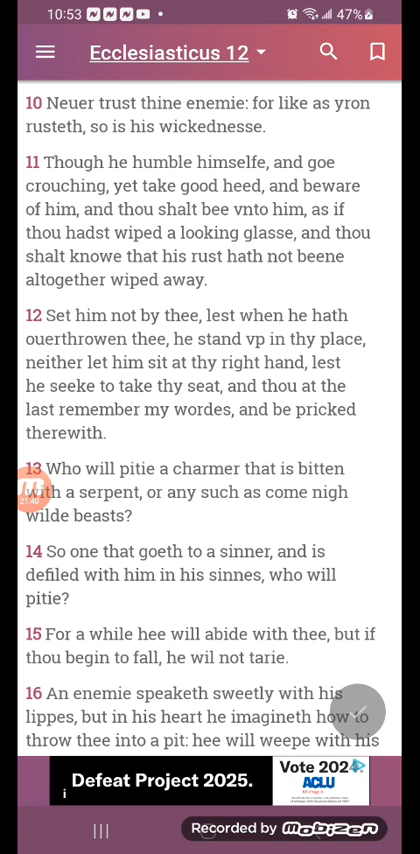 10:53
47%
Ecclesiasticus 12
10 Neuer trust thine enemie: for like as yron
rusteth, so is his wickednesse.
11 Though he humble himselfe, and goe
crouching, yet take good heed, and beware
of him, and thou shalt bee vnto him, as if
thou hadst wiped a looking glasse, and thou
shalt knowe that his rust hath not beene
altogether wiped away.
12 Set him not by thee, lest when he hath
ouerthrowen thee, he stand vp in thy place,
neither let him sit at thy right hand, lest
he seeke to take thy seat, and thou at the
last remember my wordes, and be pricked
therewith.
13 Who will pitie a charmer that is bitten
with a serpent, or any such as come nigh
wilde beasts?
21:40
14 So one that goeth to a sinner, and is
defiled with him in his sinnes, who will
pitie?
15 For a while hee will abide with thee, but if
thou begin to fall, he wil not tarie.
16 An enemie speaketh sweetly with his
lippes, but in his heart he imagineth how to
throw thee into a pit: hee will weepe with his
Defeat Project 2025.
Vote 2024.
ACLU
Michigan
Recorded by mobizen